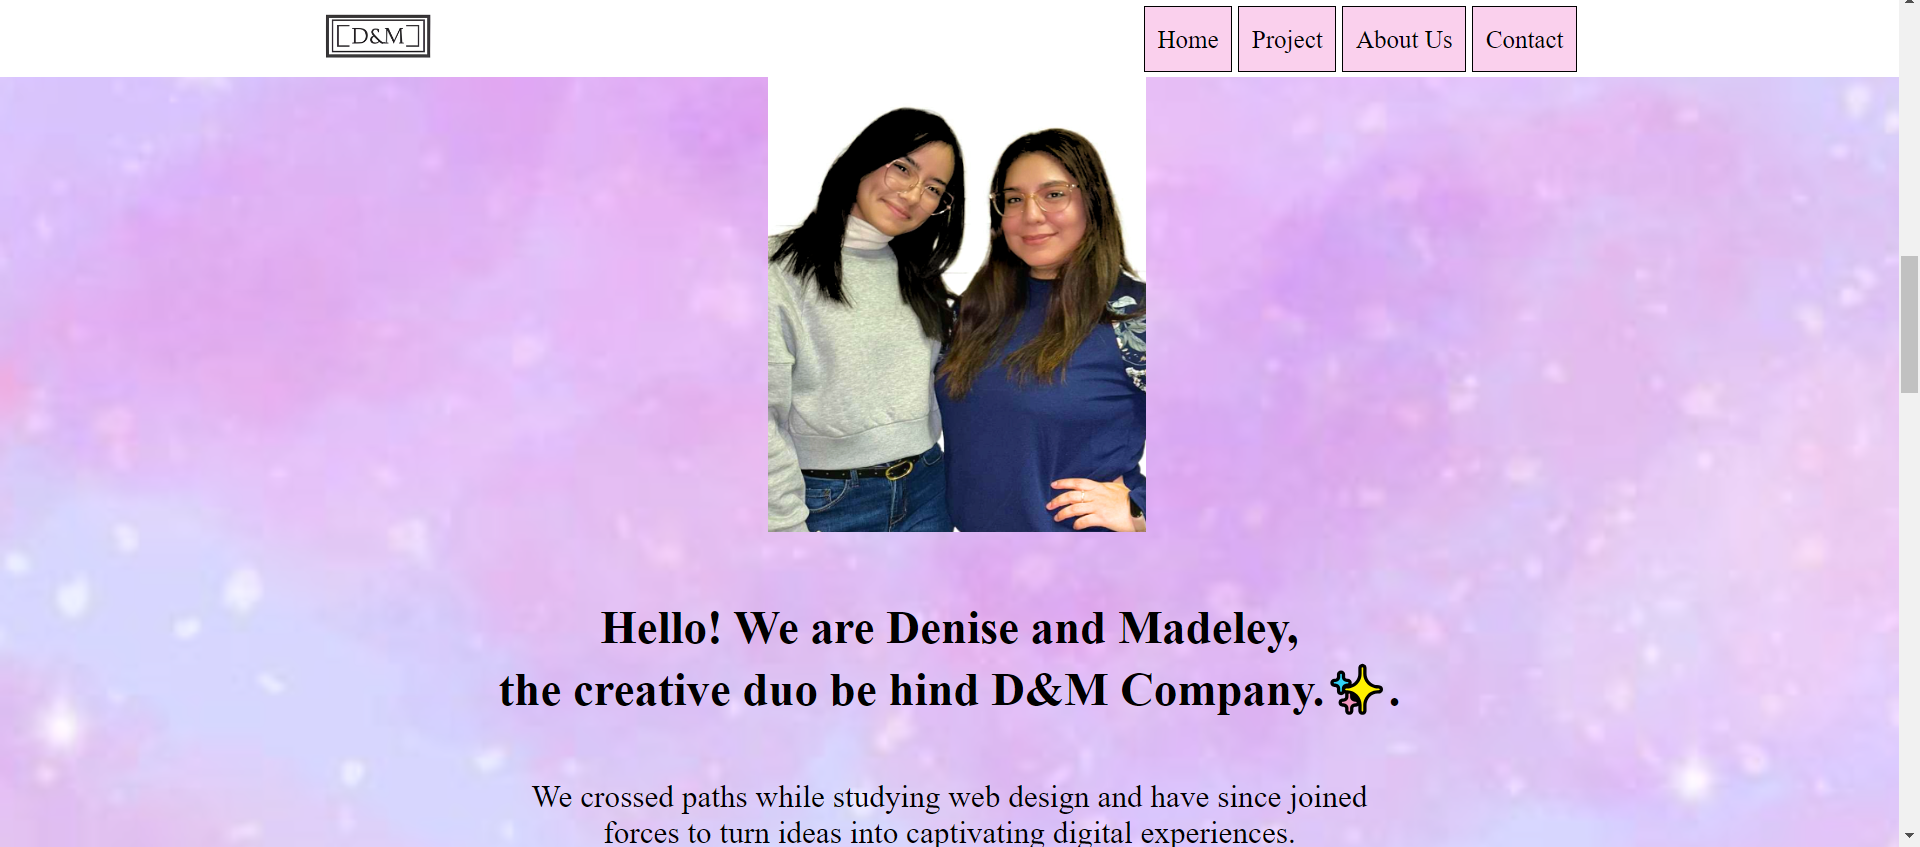 D&M
Home Project About Us Contact
Hello! We are Denise and Madeley,
the creative duo be hind D&M Company.✨.
We crossed paths while studying web design and have since joined
forces to turn ideas into captivating digital experiences.